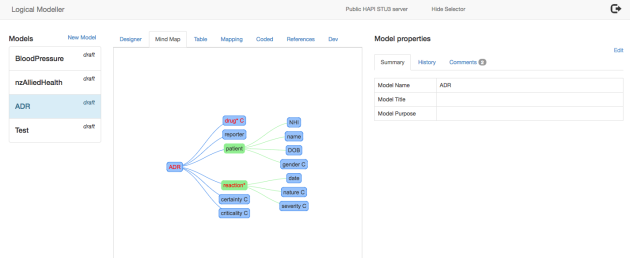 Logical Modeller
Public HAPI STU3 server
Hide Selector
Models
New Model
BloodPressure
draft
nzAlliedHealth
draft
ADR
draft
Test
draft
Designer
Mind Map
Table
Mapping
Coded
References
Dev
ADR
drug* C
reporter
patient
NHI
name
DOB
gender C
reaction*
date
nature C
severity C
certainty C
criticality C
Model properties
Edit
Summary
History
Comments 0
Model Name
ADR
Model Title
Model Purpose